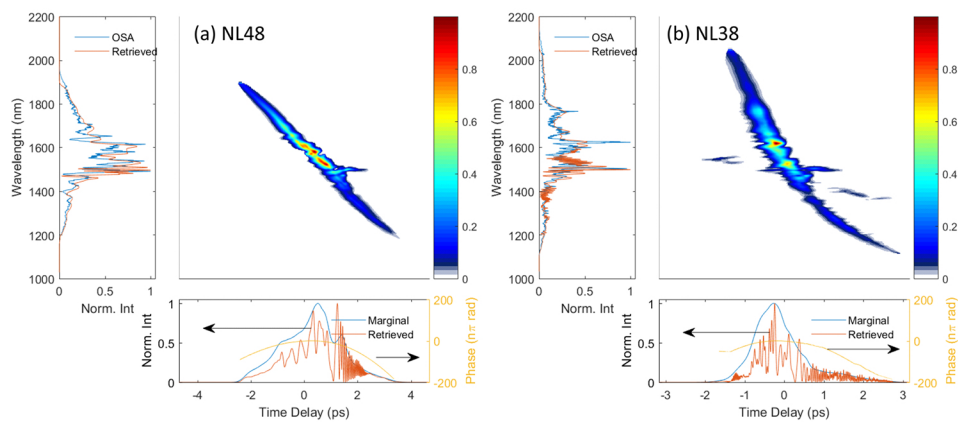 (a) NL48
OSA
Retrieved
Wavelength (nm)
2200
2000
1800
1600
1400
1200
1000
0 0.5 1
Norm. Int
0.8
0.6
0.4
0.2
0
Norm. Int
1
0.5
0
Marginal
Retrieved
200
0
-200
Phase (nπ rad)
-4 -2 0 2 4
Time Delay (ps)
(b) NL38
OSA
Retrieved
Wavelength (nm)
2200
2000
1800
1600
1400
1200
1000
0 0.5 1
Norm. Int
0.8
0.6
0.4
0.2
0
Norm. Int
1
0.5
0
Marginal
Retrieved
200
0
-200
Phase (nπ rad)
-3 -2 -1 0 1 2 3
Time Delay (ps)